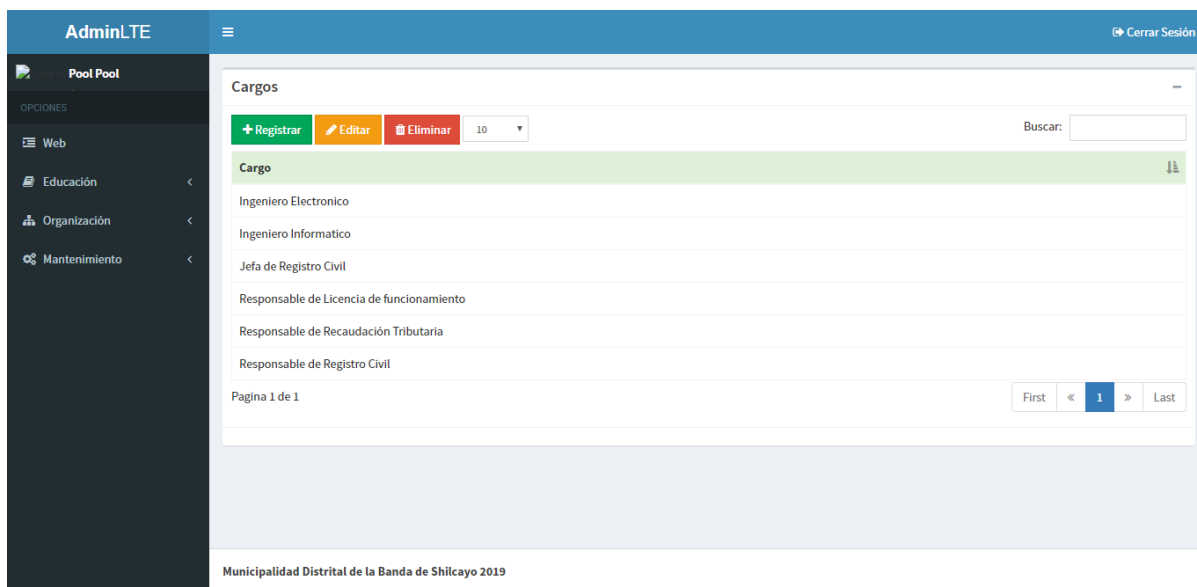 AdminLTE
Cerrar Sesión
Pool Pool
OPCIONES
Web
Educación
Organización
Mantenimiento
Cargos
Registrar Editar Eliminar 10 Buscar:
Cargo
Ingeniero Electronico
Ingeniero Informatico
Jefa de Registro Civil
Responsable de Licencia de funcionamiento
Responsable de Recaudación Tributaria
Responsable de Registro Civil
Pagina 1 de 1
First « 1 » Last
Municipalidad Distrital de la Banda de Shilcayo 2019